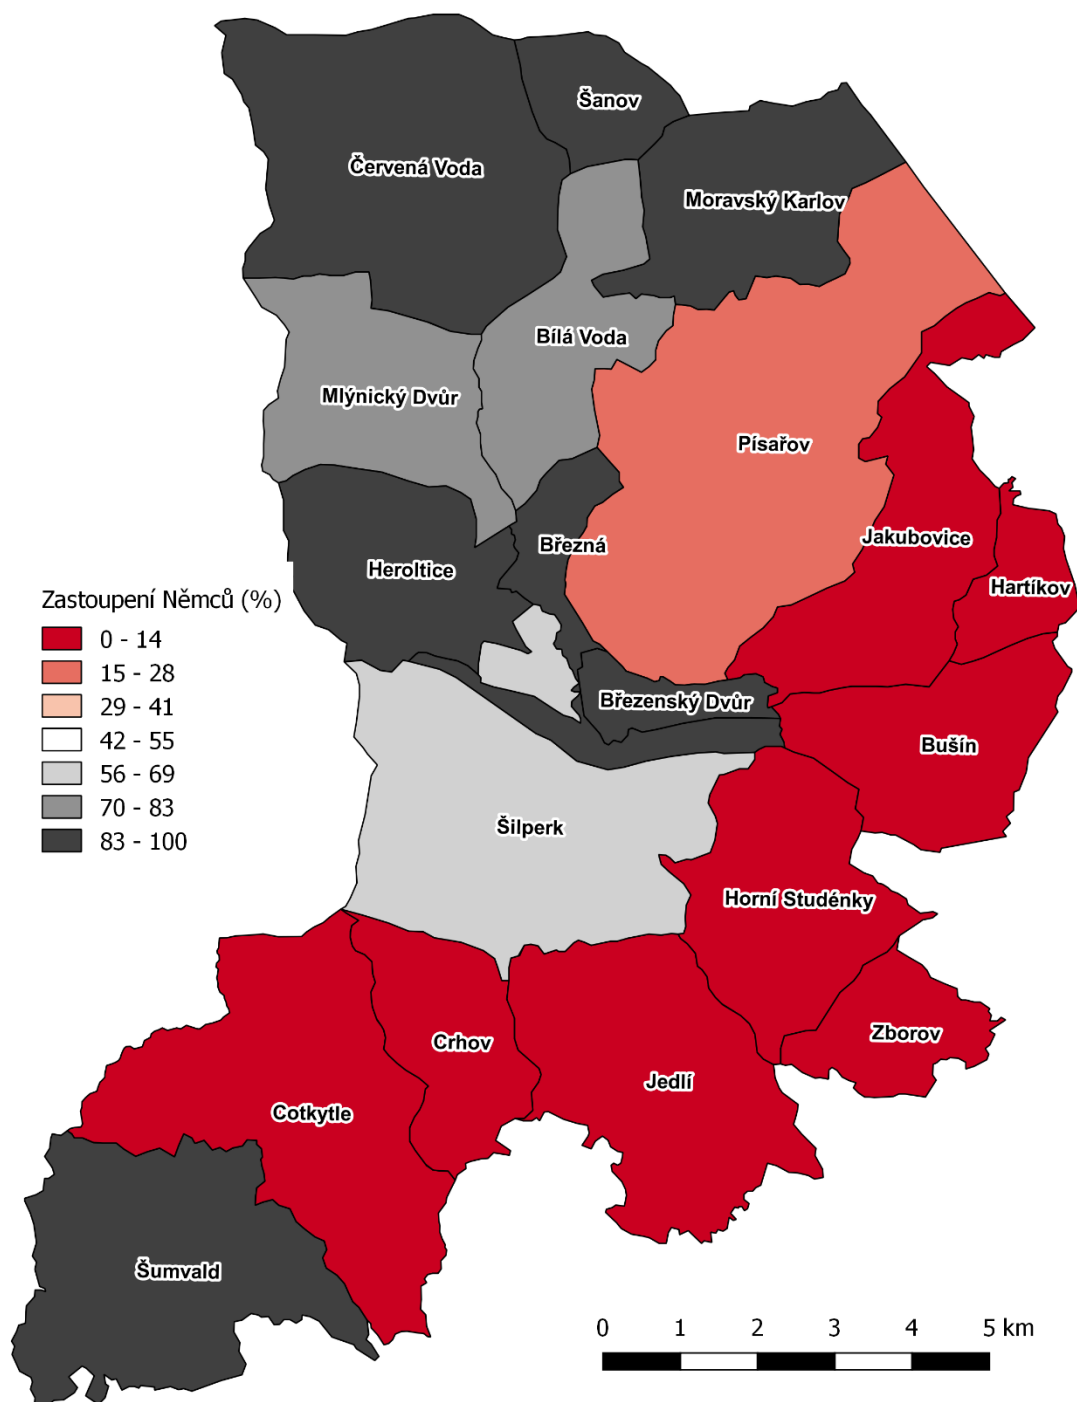 Šanov
Červená Voda
Moravský Karlov
Bílá Voda
Mlýnický Dvůr
Písařov
Jakubovice
Březná
Heroltice
Hartíkov
Zastoupení Němců (%)
0 - 14
15 - 28
29 - 41
42 - 55
56 - 69
70 - 83
83 - 100
Březenský Dvůr
Bušín
Šilperk
Horní Studénky
Zborov
Crhov
Jedlí
Cotkytle
Šumvald
0 1 2 3 4 5 km